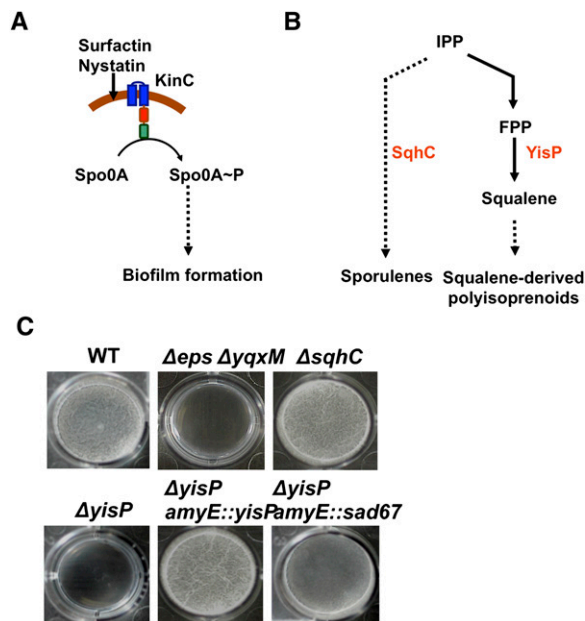 A
Surfactin
Nystatin
KinC
Spo0A
Spo0A~P
Biofilm formation
B
IPP
FPP
SqhC
YisP
Squalene
Sporulenes
Squalene-derived
polyisoprenoids
C
WT
Δeps ΔyqxM
ΔsqhC
ΔyisP
ΔyisP
amyE::yisP
ΔyisP
amyE::sad67